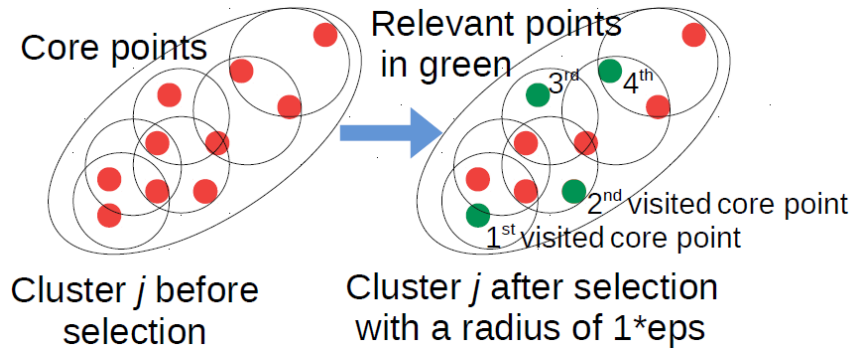 Core points
Relevant points
in green
3rd
4th
2nd visited core point
1st visited core point
Cluster j before
selection
Cluster j after selection
with a radius of 1*eps